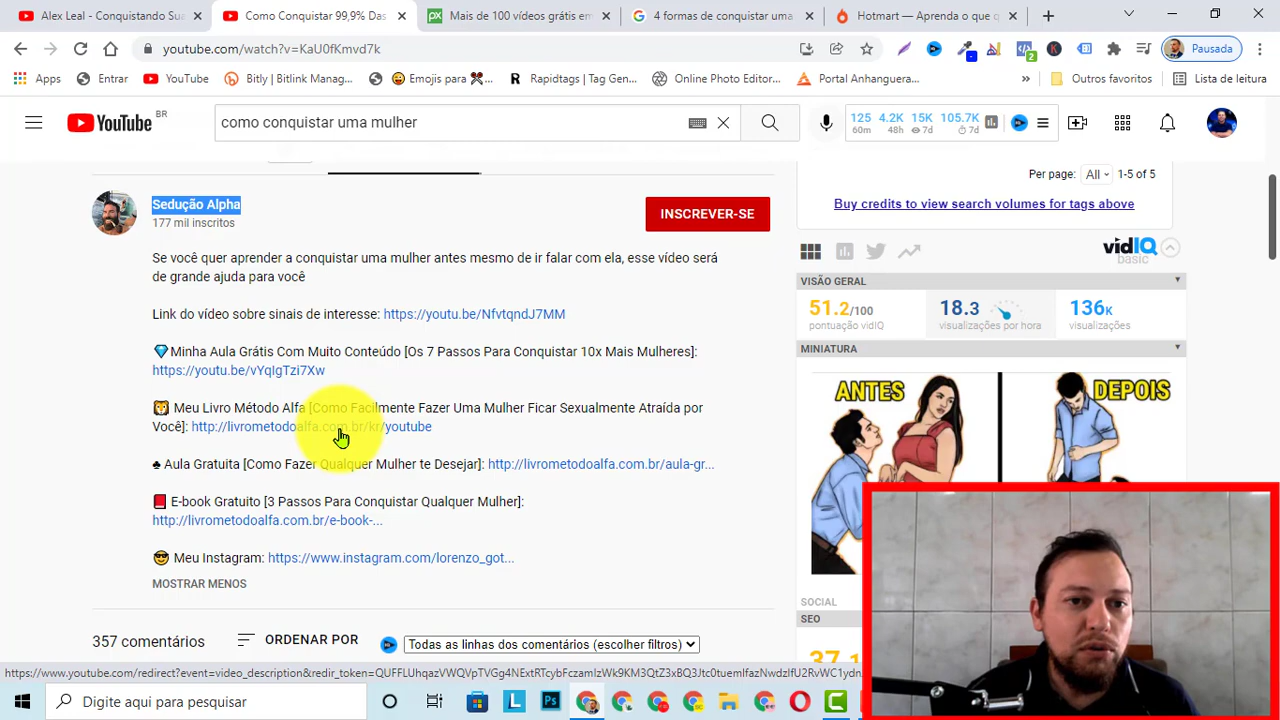 Alex Leal - Conquistando Sua
Como Conquistar 99,9% Das
Mais de 100 vídeos grátis em
4 formas de conquistar uma
Hotmart — Aprenda o que q
youtube.com/watch?v=KaU0fKmvd7k
2
Pausada
Apps
Entrar
YouTube
Bitly | Bitlink Manag...
Emojis para
Rapidtags | Tag Gen...
Online Photo Editor...
Portal Anhanguera...
»
Outros favoritos
Lista de leitura
YouTube BR
como conquistar uma mulher
125 4.2K 15K 105.7K
60m 48h 7d 7d
Per page: All 1-5 of 5
Buy credits to view search volumes for tags above
Sedução Alpha
177 mil inscritos
INSCREVER-SE
Se você quer aprender a conquistar uma mulher antes mesmo de ir falar com ela, esse vídeo será
de grande ajuda para você
Link do vídeo sobre sinais de interesse: https://youtu.be/NfvtqndJ7MM
💎Minha Aula Grátis Com Muito Conteúdo [Os 7 Passos Para Conquistar 10x Mais Mulheres]:
https://youtu.be/vYqIgTzi7Xw
🐯 Meu Livro Método Alfa [Como Facilmente Fazer Uma Mulher Ficar Sexualmente Atraída por
Você]: http://livrometodoalfa.com.br/kr/youtube
♠ Aula Gratuita [Como Fazer Qualquer Mulher te Desejar]: http://livrometodoalfa.com.br/aula-gr...
📕 E-book Gratuito [3 Passos Para Conquistar Qualquer Mulher]:
http://livrometodoalfa.com.br/e-book-...
😎 Meu Instagram: https://www.instagram.com/lorenzo_got...
MOSTRAR MENOS
357 comentários
ORDENAR POR
Todas as linhas dos comentários (escolher filtros)
vidIQ
basic
VISÃO GERAL
51.2/100
pontuação vidIQ
18.3
visualizações por hora
136K
visualizações
MINIATURA
ANTES
DEPOIS
SOCIAL
SEO
Digite aqui para pesquisar
L
Ps